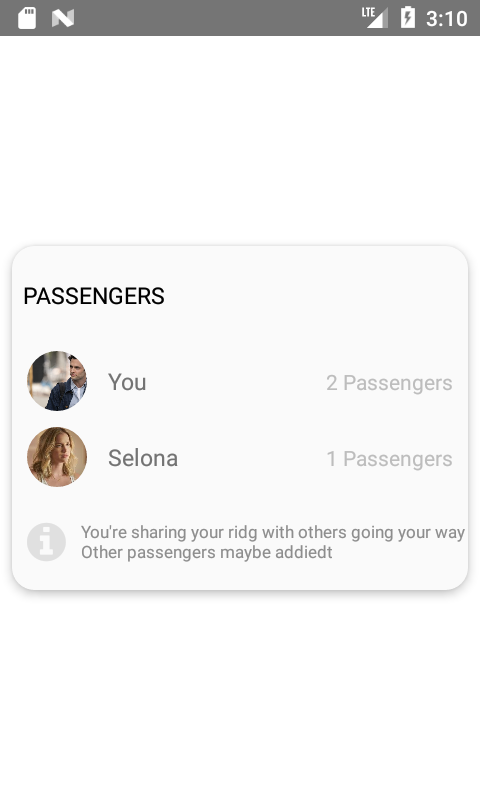 LTE 3:10
PASSENGERS
You 2 Passengers
Selona 1 Passengers
You're sharing your ridg with others going your way
Other passengers maybe addiedt